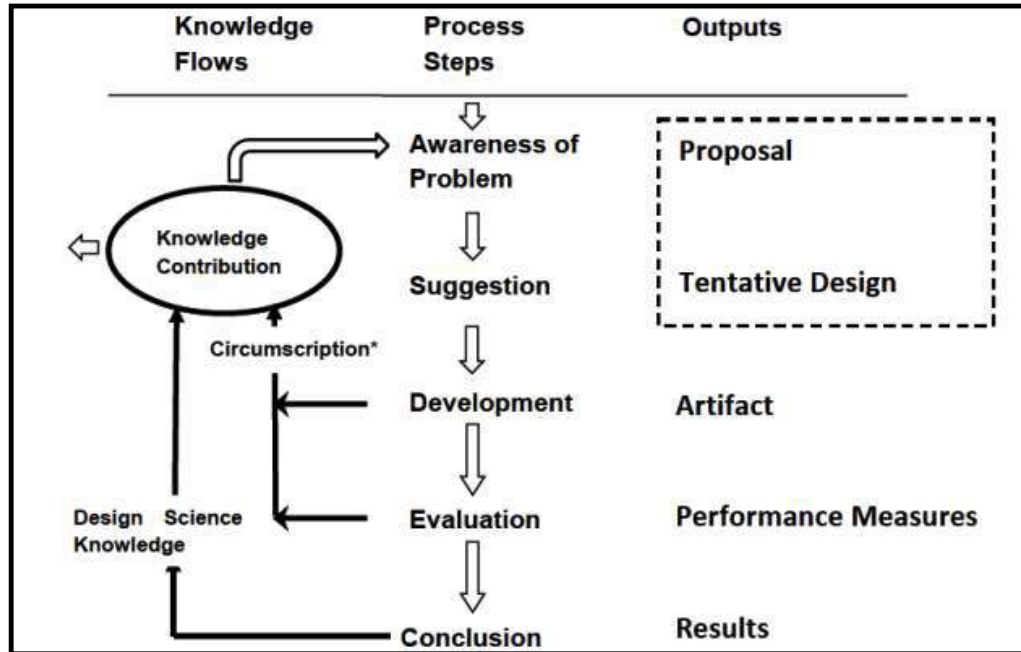 Knowledge
Flows
Process
Steps
Outputs
Awareness of
Problem
Proposal
Knowledge
Contribution
Suggestion
Tentative Design
Circumscription*
Development
Artifact
Design Science
Knowledge
Evaluation
Performance Measures
Conclusion
Results